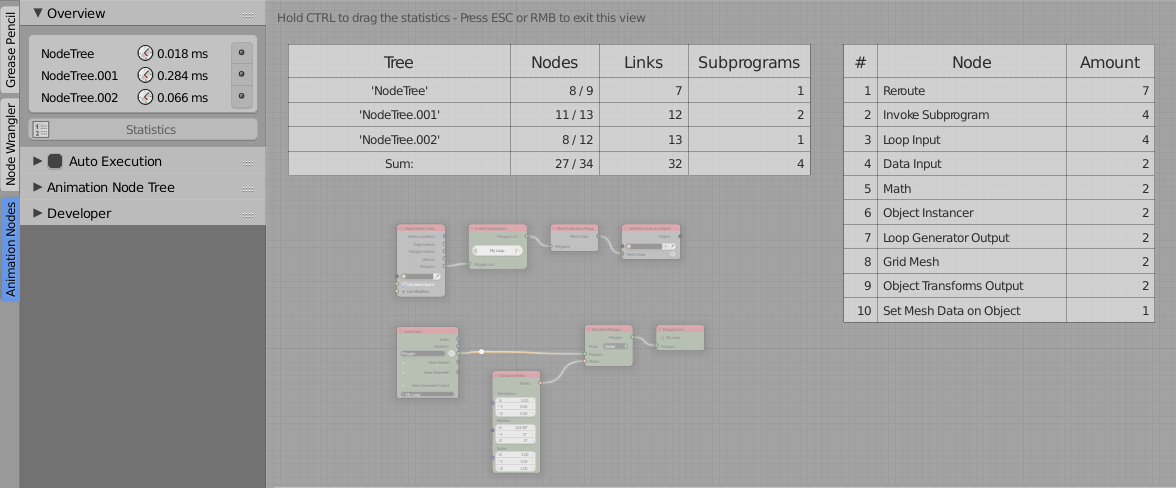 Grease Pencil
Node Wrangler
Animation Nodes
Overview
NodeTree 0.018 ms
NodeTree.001 0.284 ms
NodeTree.002 0.066 ms
Statistics
Auto Execution
Animation Node Tree
Developer
Hold CTRL to drag the statistics - Press ESC or RMB to exit this view
Tree Nodes Links Subprograms
'NodeTree' 8 / 9 7 1
'NodeTree.001' 11 / 13 12 2
'NodeTree.002' 8 / 12 13 1
Sum: 27 / 34 32 4
# Node Amount
1 Reroute 7
2 Invoke Subprogram 4
3 Loop Input 4
4 Data Input 2
5 Math 2
6 Object Instancer 2
7 Loop Generator Output 2
8 Grid Mesh 2
9 Object Transforms Output 2
10 Set Mesh Data on Object 1
My Loop